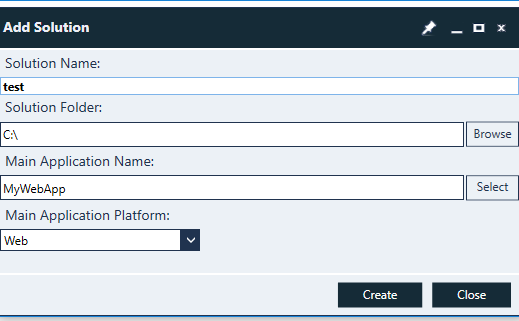 Add Solution
Solution Name:
test
Solution Folder:
C:\
Browse
Main Application Name:
MyWebApp
Select
Main Application Platform:
Web
Create
Close